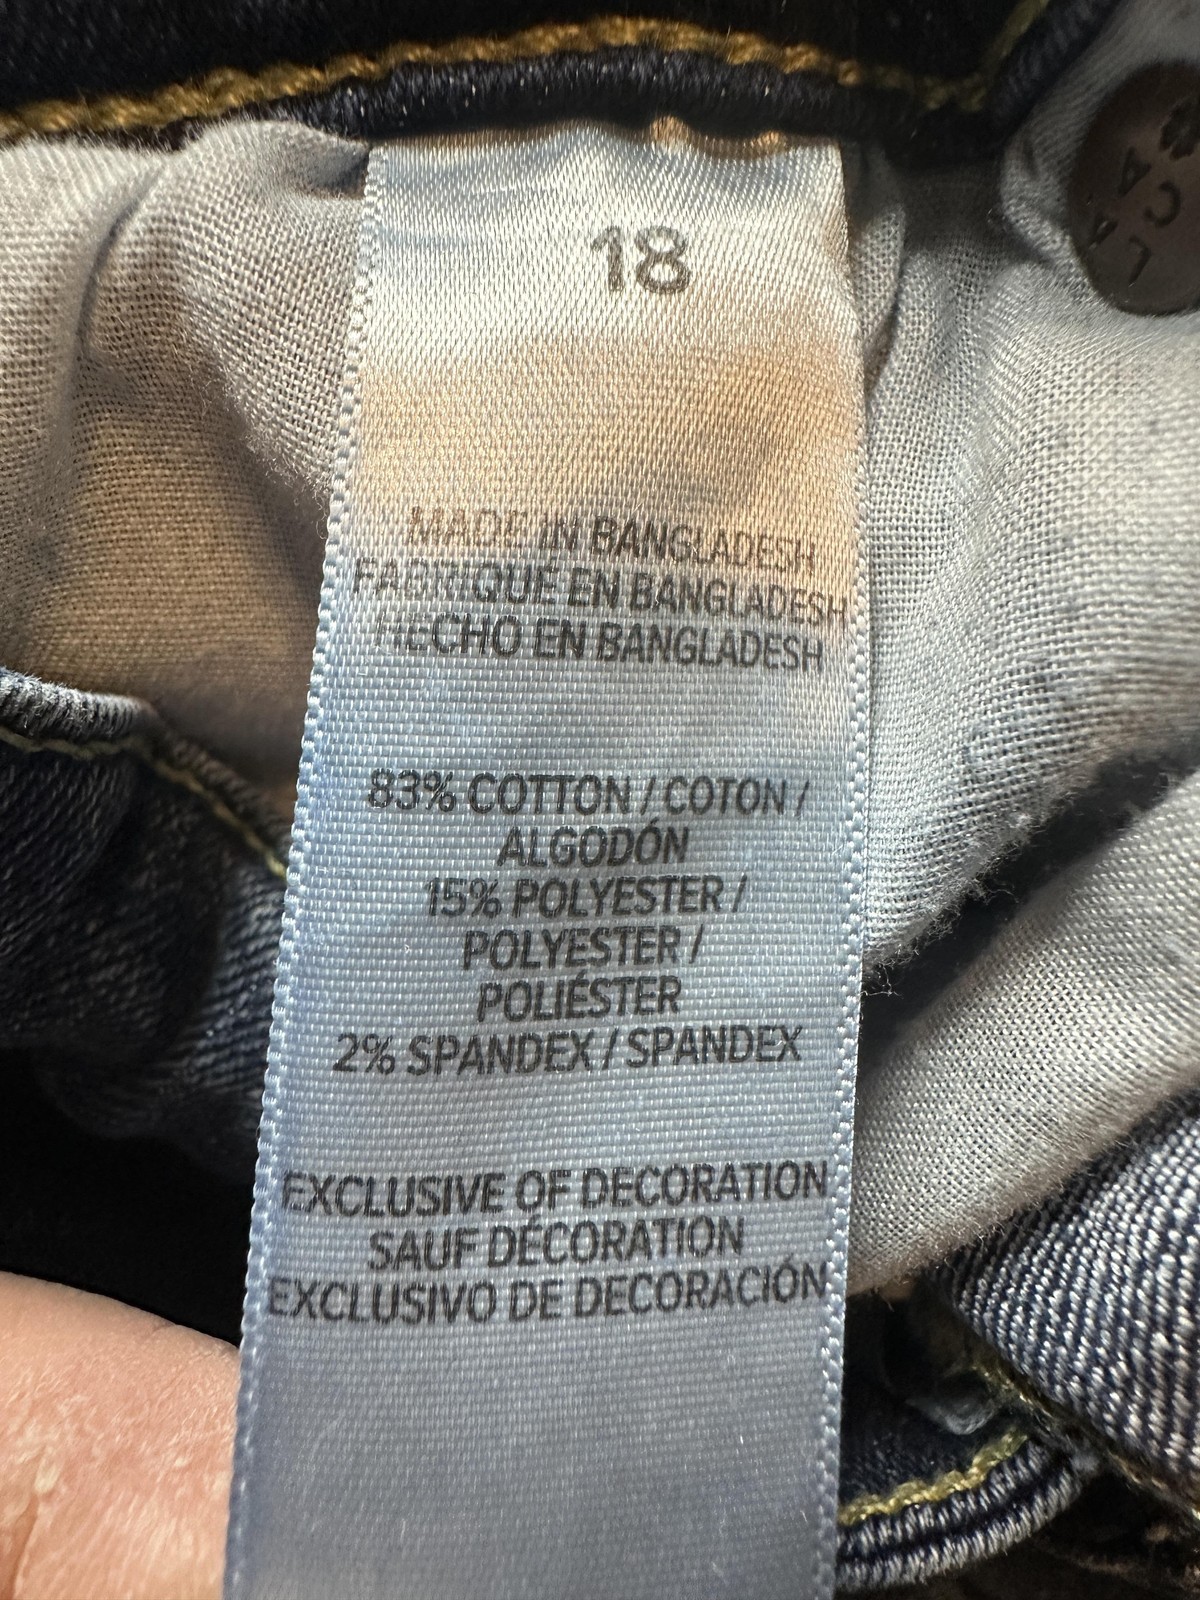 18
MADE IN BANGLADESH
FABRIQUÉ EN BANGLADESH
HECHO EN BANGLADESH
83% COTTON / COTON /
ALGODÓN
15% POLYESTER /
POLYESTER /
POLIÉSTER
2% SPANDEX / SPANDEX
EXCLUSIVE OF DECORATION
SAUF DÉCORATION
EXCLUSIVO DE DECORACIÓN